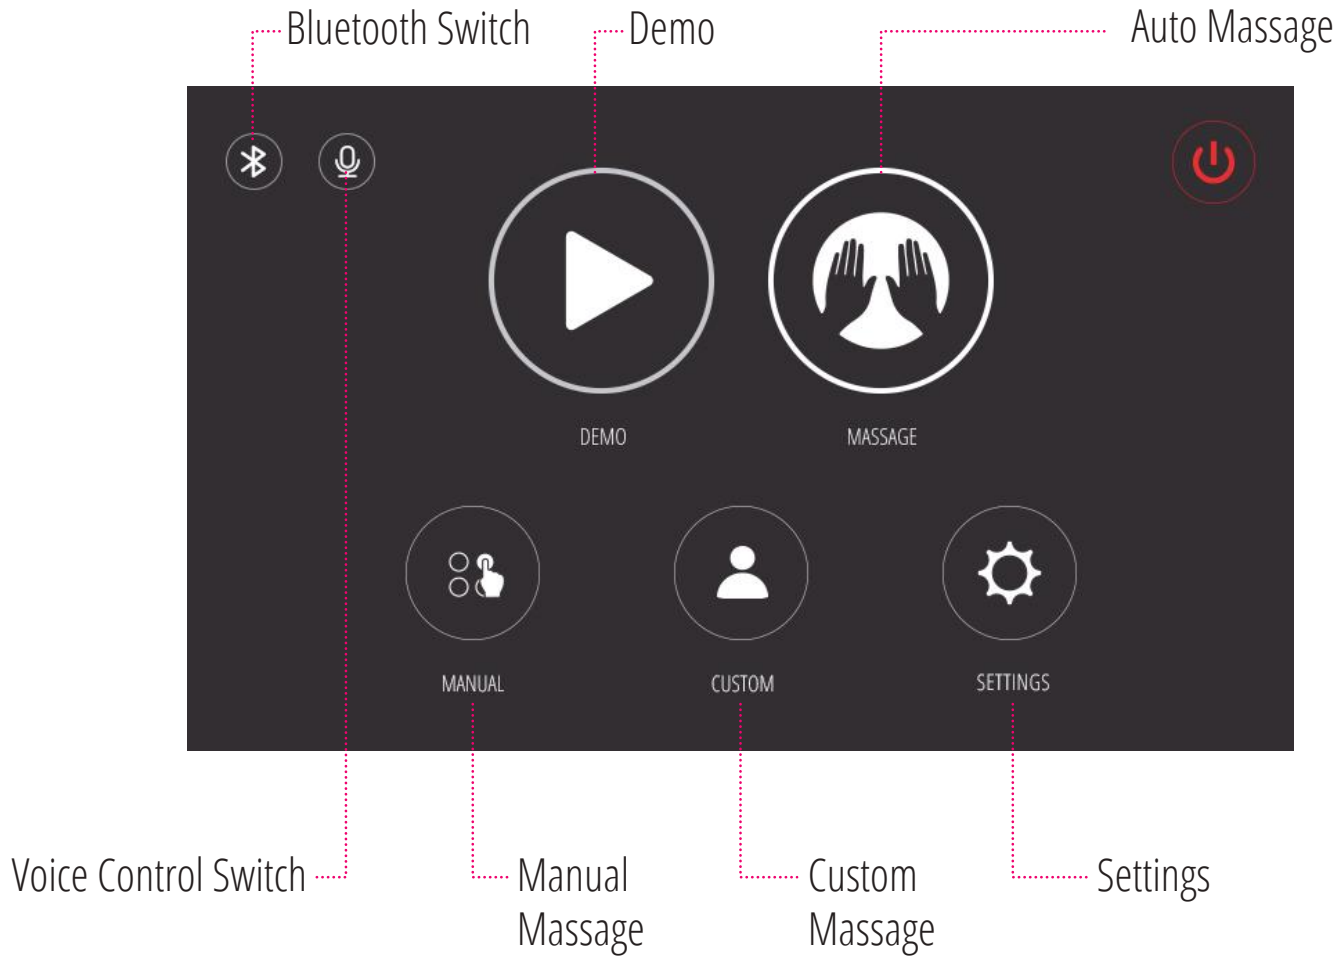 Bluetooth Switch
Demo
Auto Massage
DEMO
MASSAGE
MANUAL
CUSTOM
SETTINGS
Voice Control Switch
Manual
Massage
Custom
Massage
Settings